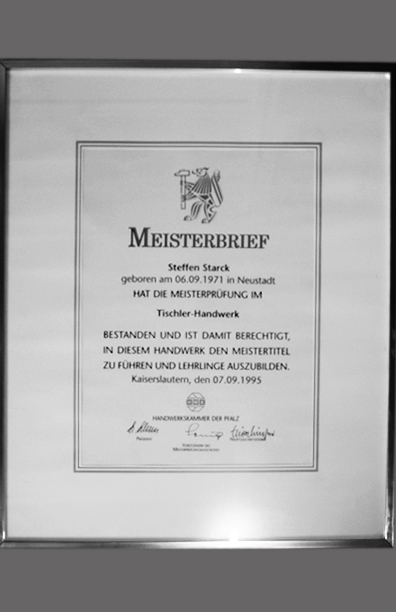 MEISTERBRIEF
Steffen Starck
geboren am 06.09.1971 in Neustadt
HAT DIE MEISTERPRÜFUNG IM
Tischler-Handwerk
BESTANDEN UND IST DAMIT BERECHTIGT,
IN DIESEM HANDWERK DEN MEISTERTITEL
ZU FÜHREN UND LEHRLINGE AUSZUBILDEN.
Kaiserslautern, den 07.09.1995
HANDWERKSKAMMER DER PFALZ
PRÄSIDENT